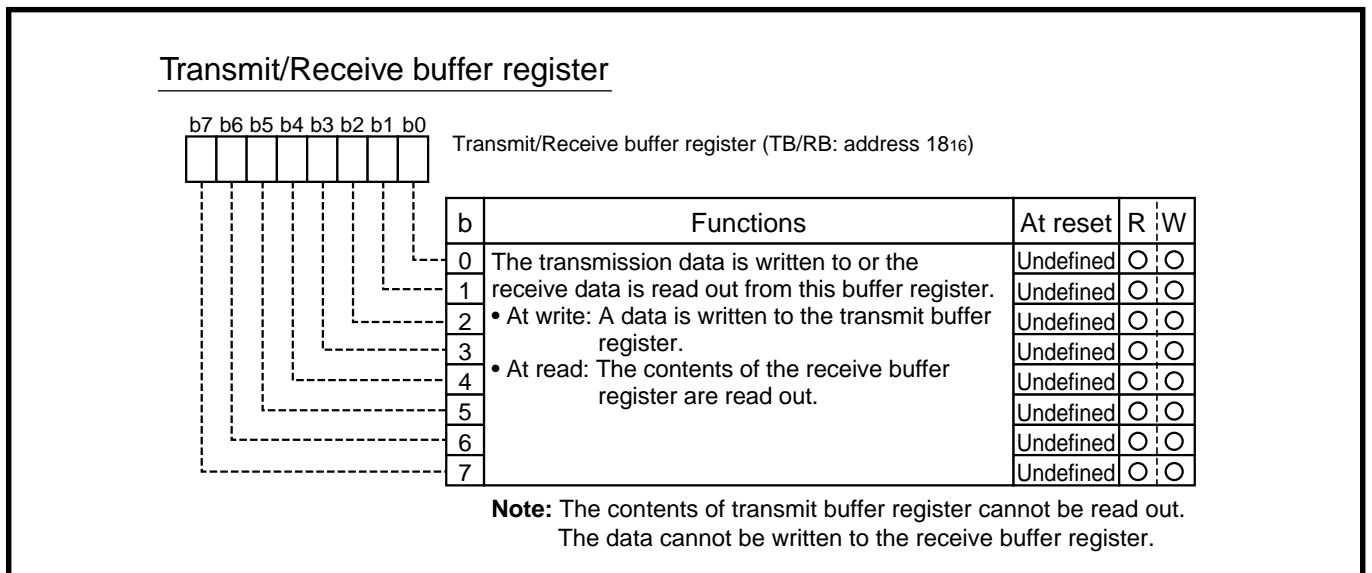 Transmit/Receive buffer register
b7 b6 b5 b4 b3 b2 b1 b0
Transmit/Receive buffer register (TB/RB: address 1816)
b Functions At reset R W
0 The transmission data is written to or the Undefined O O
1 receive data is read out from this buffer register. Undefined O O
2 • At write: A data is written to the transmit buffer Undefined O O
3 register. Undefined O O
4 • At read: The contents of the receive buffer Undefined O O
5 register are read out. Undefined O O
6 Undefined O O
7 Undefined O O
Note: The contents of transmit buffer register cannot be read out.
The data cannot be written to the receive buffer register.